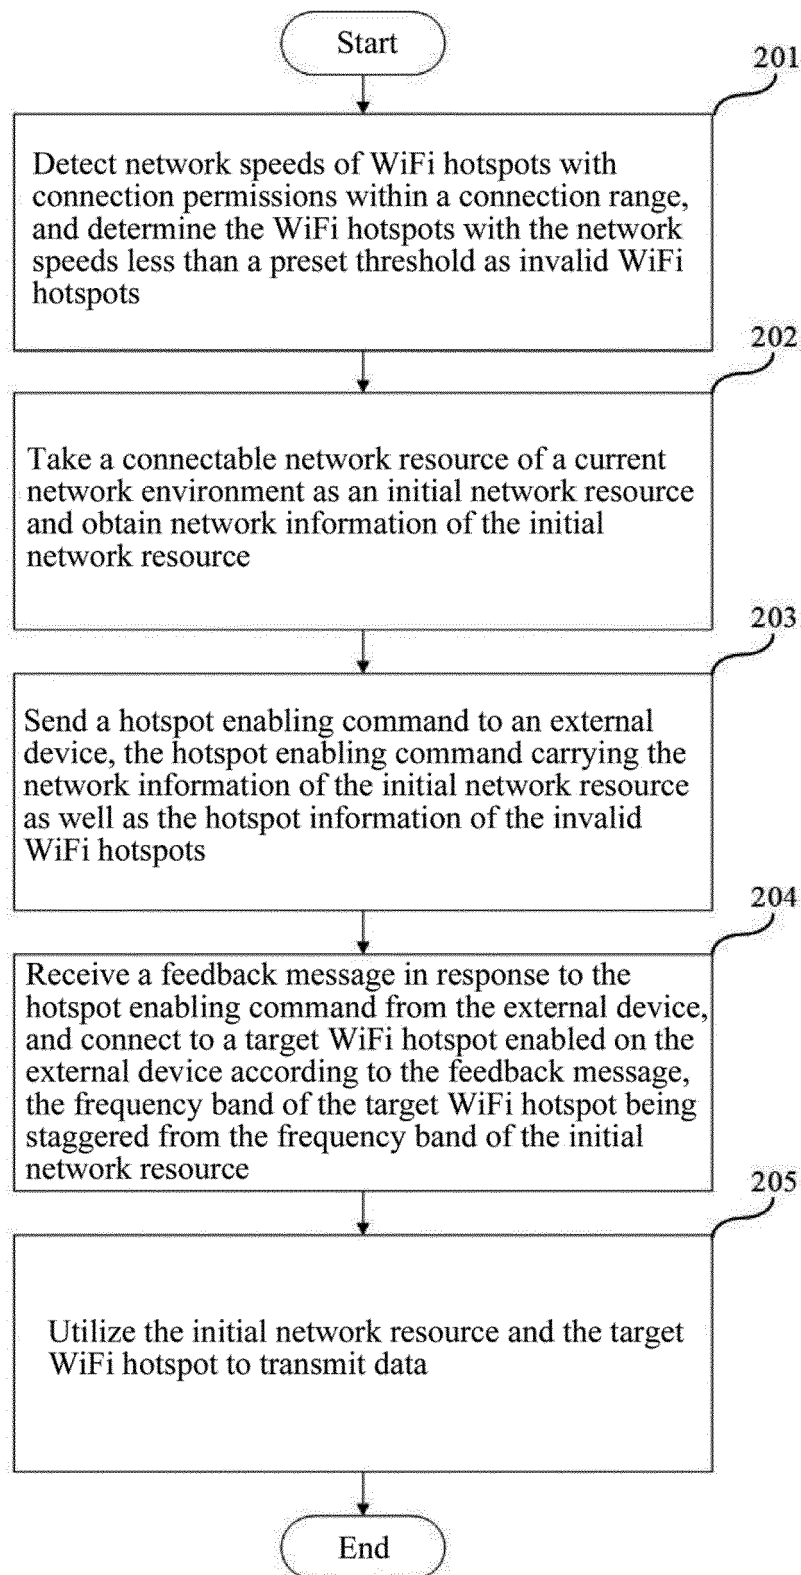 Start
201
Detect network speeds of WiFi hotspots with
connection permissions within a connection range,
and determine the WiFi hotspots with the network
speeds less than a preset threshold as invalid WiFi
hotspots
202
Take a connectable network resource of a current
network environment as an initial network resource
and obtain network information of the initial
network resource
203
Send a hotspot enabling command to an external
device, the hotspot enabling command carrying the
network information of the initial network resource
as well as the hotspot information of the invalid
WiFi hotspots
204
Receive a feedback message in response to the
hotspot enabling command from the external device,
and connect to a target WiFi hotspot enabled on the
external device according to the feedback message,
the frequency band of the target WiFi hotspot being
staggered from the frequency band of the initial
network resource
205
Utilize the initial network resource and the target
WiFi hotspot to transmit data
End